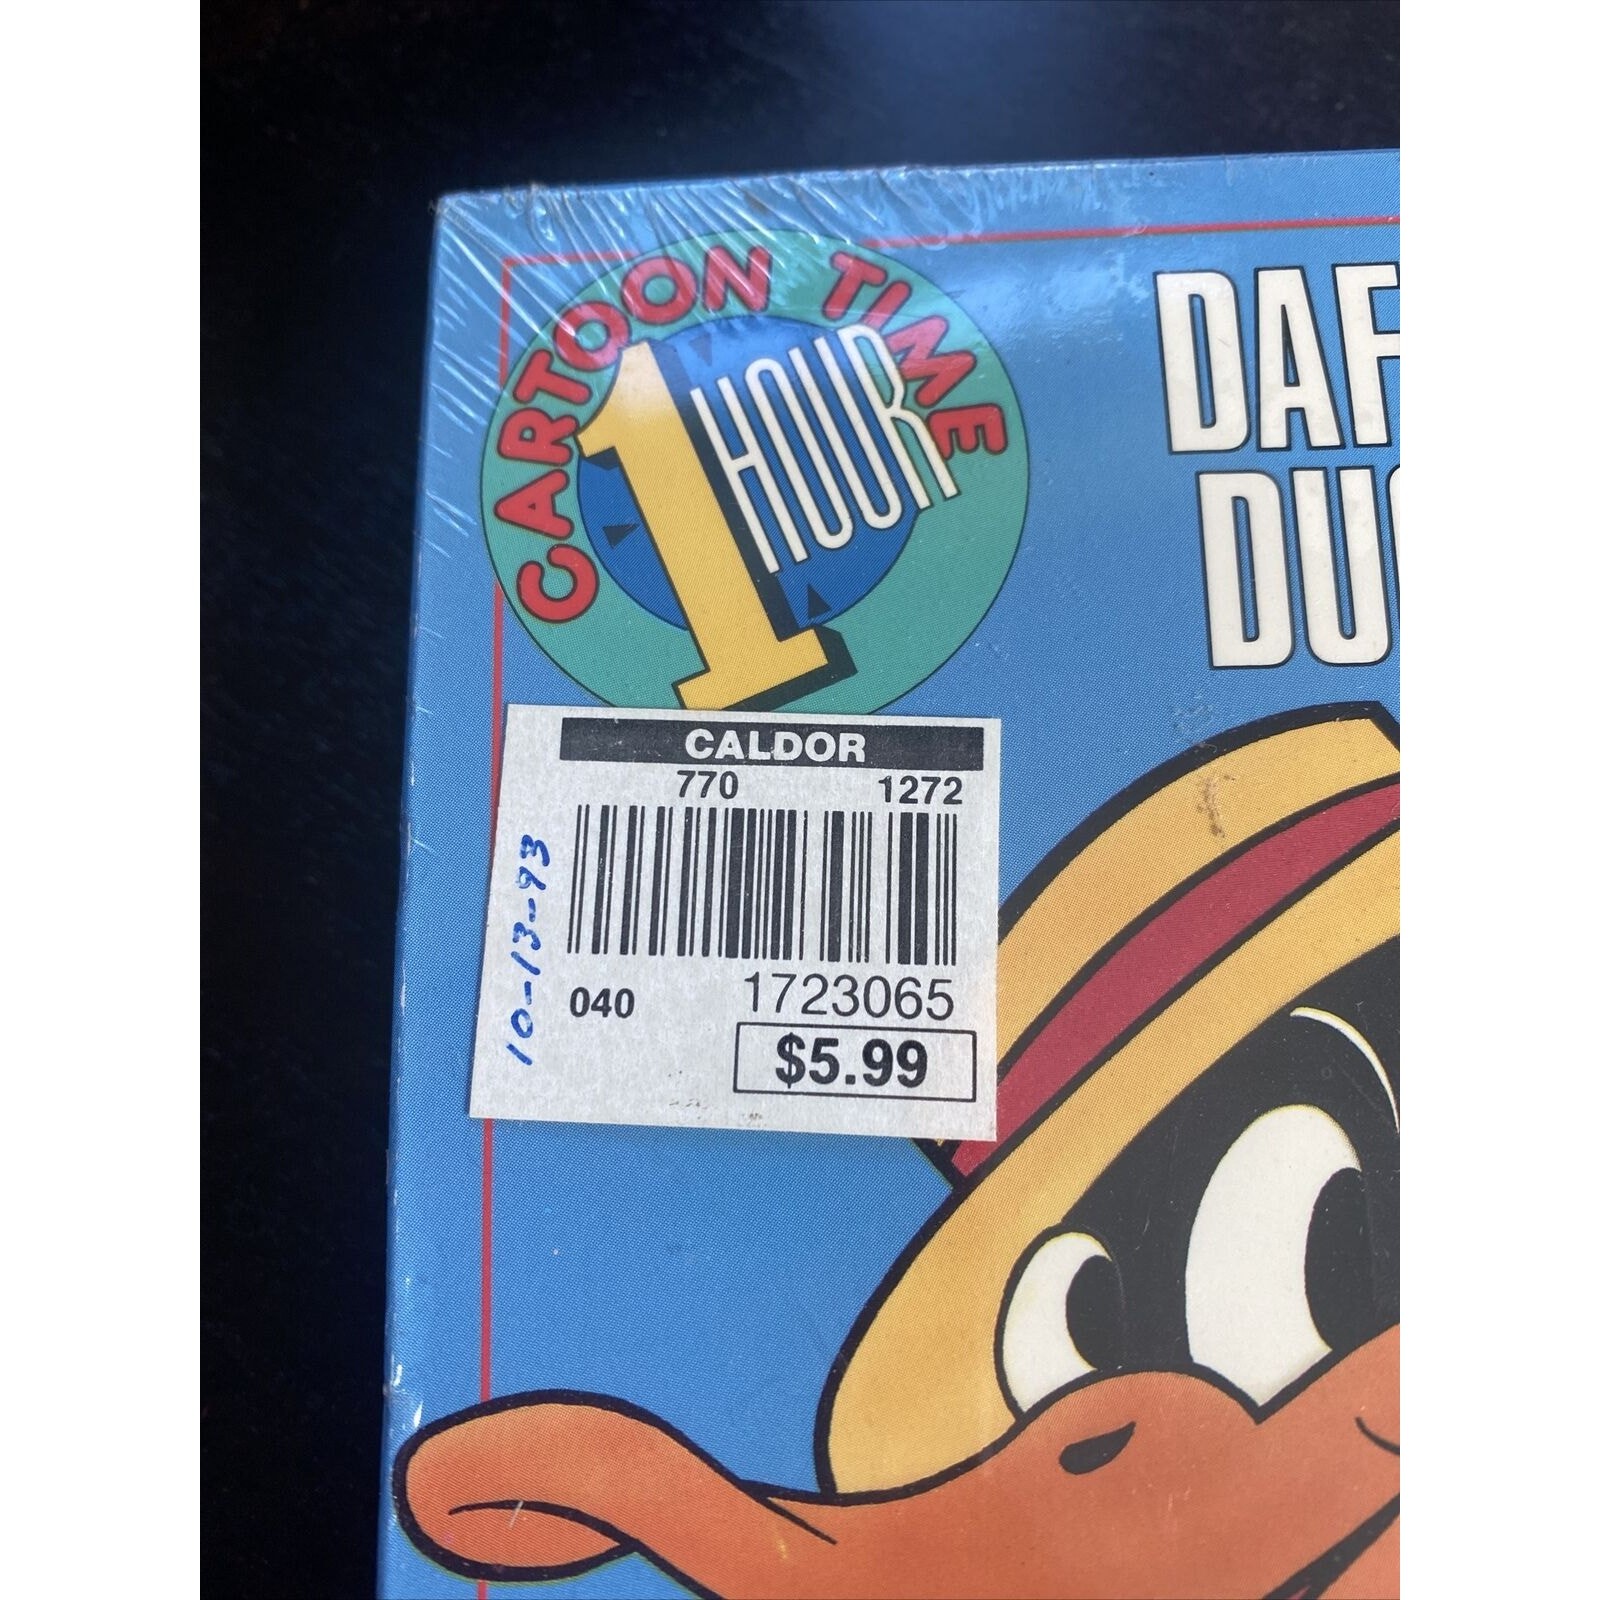 CARTOON TIME
1 HOUR
DAF
DUC
CALDOR
770 1272
10-13-93
040 1723065
$5.99